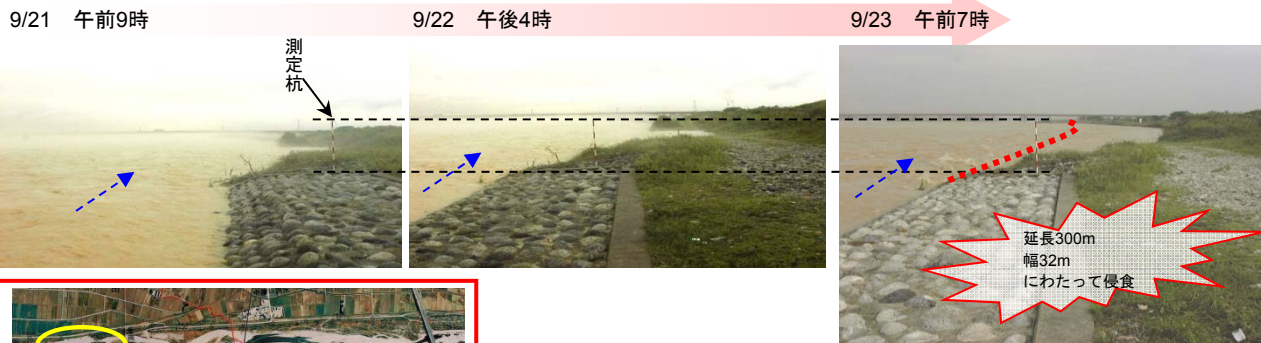 9/21　午前9時
9/22　午後4時
9/23　午前7時
測定杭
延長300m
幅32m
にわたって侵食